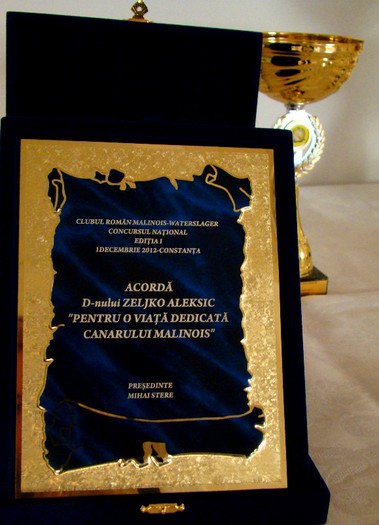 CLUBUL ROMÂN MALINOIS-WATERSLAGER
CONCURSUL NAȚIONAL
EDIȚIA I
1DECEMBRIE 2012-CONSTANȚA
ACORDĂ
D-nului ZELJKO ALEKSIC
"PENTRU O VIAȚĂ DEDICATĂ
CANARULUI MALINOIS"
PREȘEDINTE
MIHAI STERE